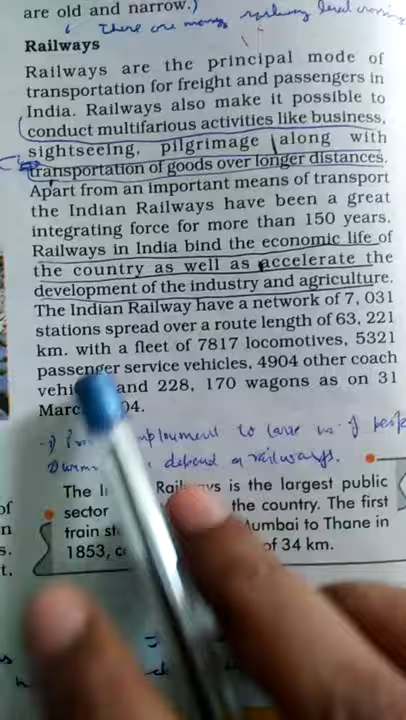 are old and narrow.)
There are many railway level crossing
Railways
Railways are the principal mode of
transportation for freight and passengers in
India. Railways also make it possible to
conduct multifarious activities like business,
sightseeing, pilgrimage along with
transportation of goods over longer distances.
Apart from an important means of transport
the Indian Railways have been a great
integrating force for more than 150 years.
Railways in India bind the economic life of
the country as well as accelerate the
development of the industry and agriculture.
The Indian Railway have a network of 7, 031
stations spread over a route length of 63, 221
km. with a fleet of 7817 locomotives, 5321
passenger service vehicles, 4904 other coach
and 228, 170 wagons as on 31
employment to large no. of
depend on railways.
The is the largest public
sector the country. The first
train Mumbai to Thane in
1853, of 34 km.